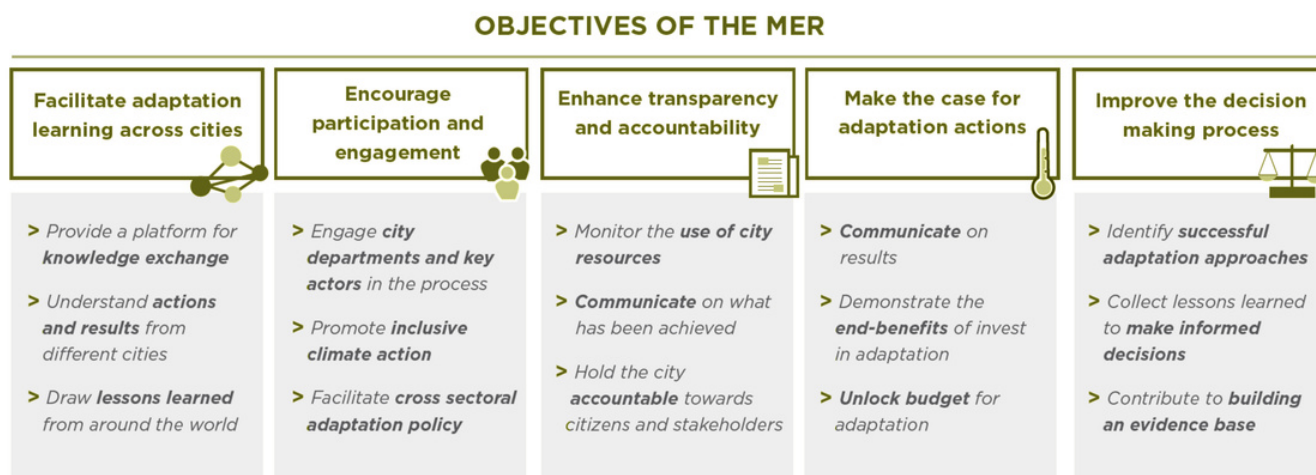 OBJECTIVES OF THE MER
Facilitate adaptation
learning across cities
> Provide a platform for
knowledge exchange
> Understand actions
and results from
different cities
> Draw lessons learned
from around the world
Encourage
participation and
engagement
> Engage city
departments and key
actors in the process
> Promote inclusive
climate action
> Facilitate cross sectoral
adaptation policy
Enhance transparency
and accountability
> Monitor the use of city
resources
> Communicate on what
has been achieved
> Hold the city
accountable towards
citizens and stakeholders
Make the case for
adaptation actions
> Communicate on
results
> Demonstrate the
end-benefits of invest
in adaptation
> Unlock budget for
adaptation
Improve the decision
making process
> Identify successful
adaptation approaches
> Collect lessons learned
to make informed
decisions
> Contribute to building
an evidence base